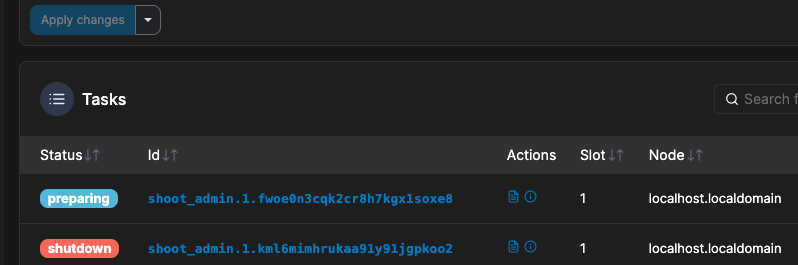 Apply changes
Tasks
Search f
Status Id Actions Slot Node
preparing shoot_admin.1.fwoe0n3cqk2cr8h7kgx1soxe8 1 localhost.localdomain
shutdown shoot_admin.1.kml6mimhrukaa91y91jgpkoo2 1 localhost.localdomain